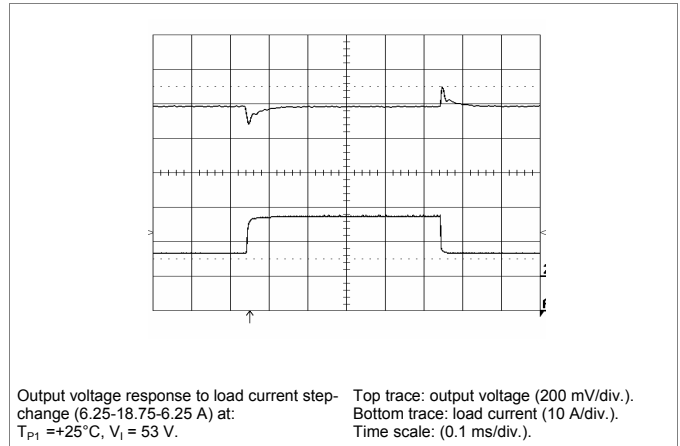 Output voltage response to load current step-
change (6.25-18.75-6.25 A) at:
T_P1 =+25°C, V_I = 53 V.
Top trace: output voltage (200 mV/div.).
Bottom trace: load current (10 A/div.).
Time scale: (0.1 ms/div.).